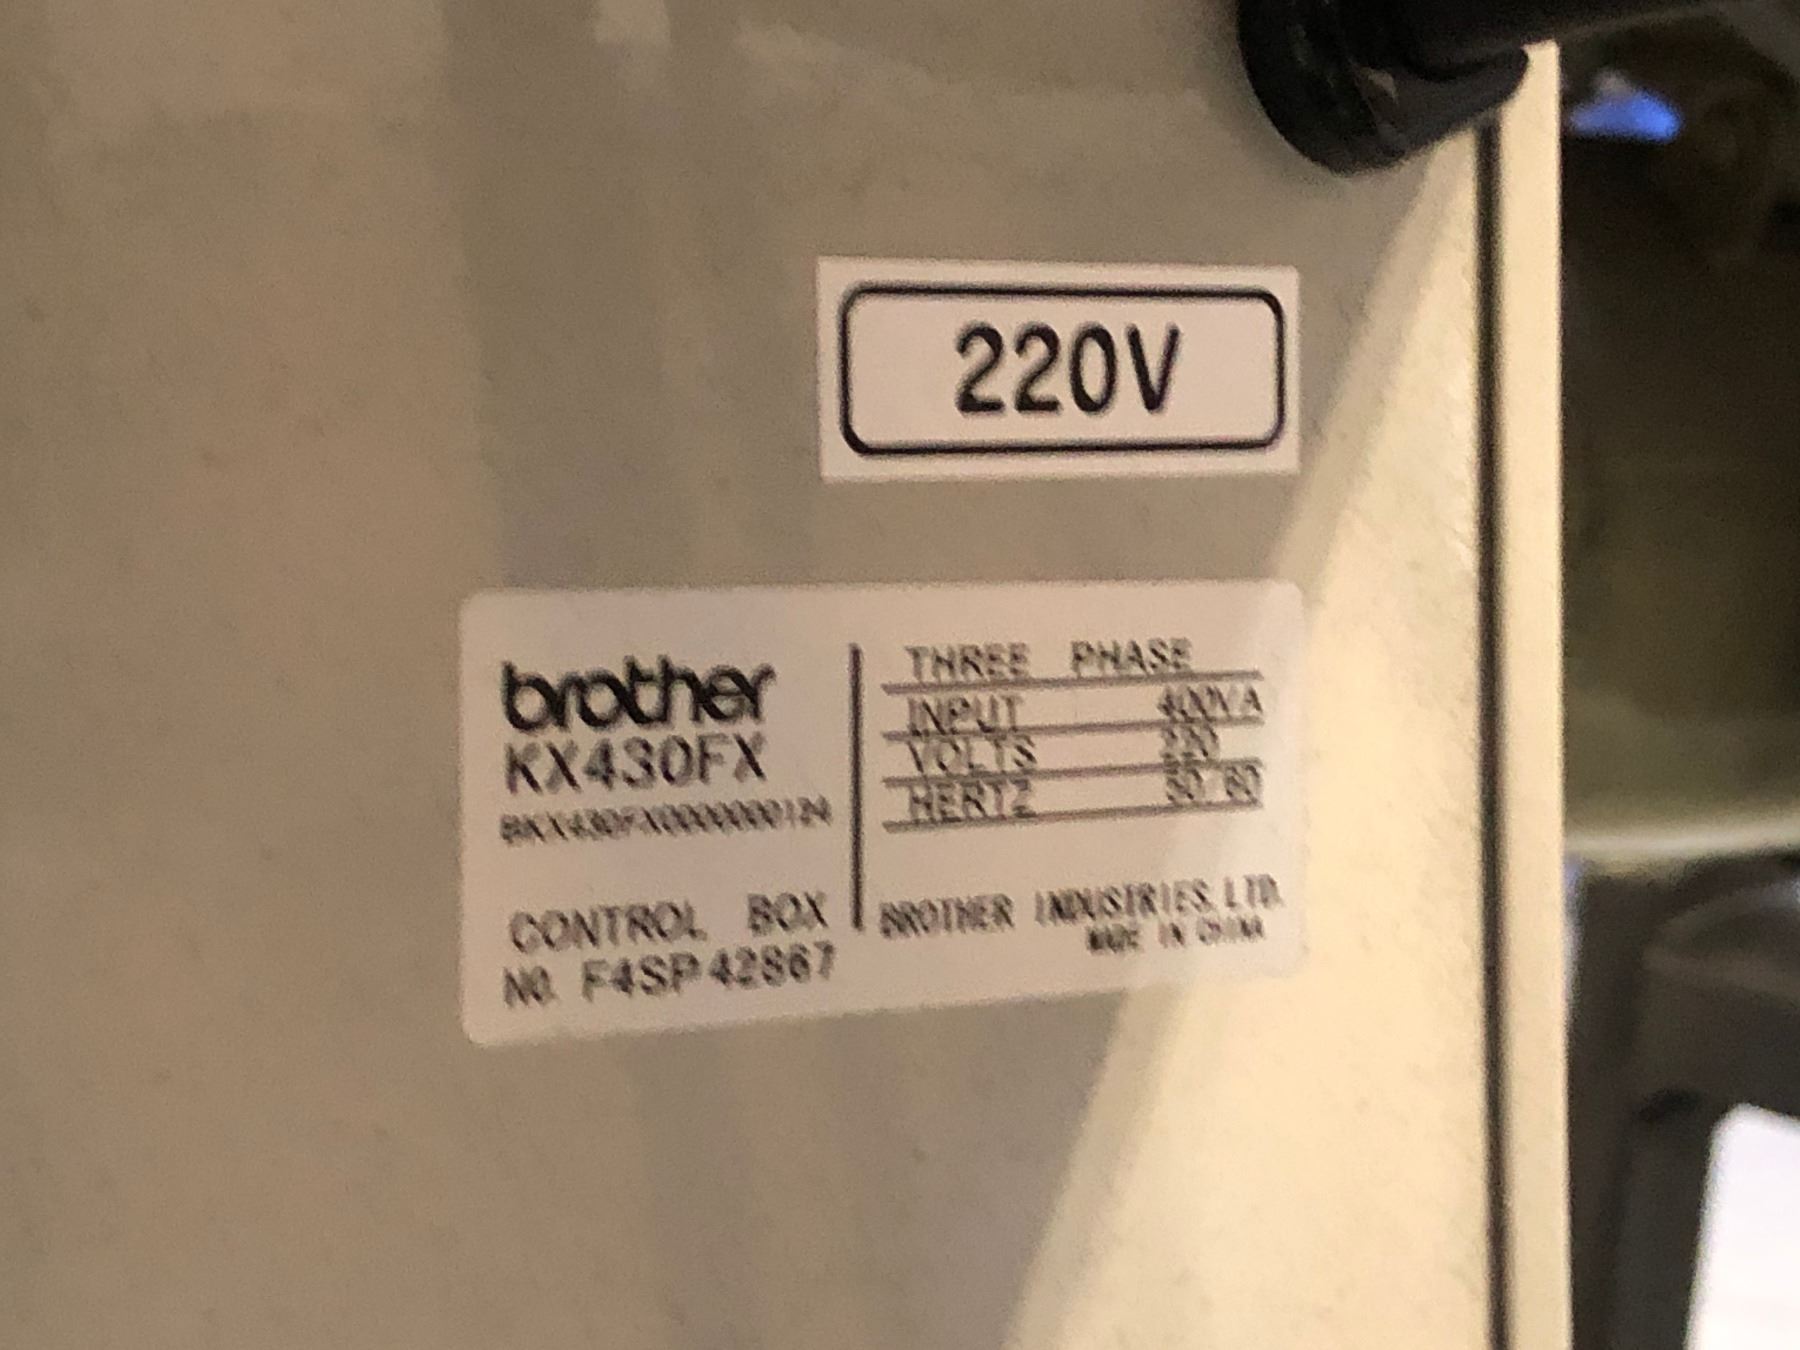 220V
brother
KX430FX
BKX430FX0000000124
CONTROL BOX
NO. F4SP42867
THREE PHASE
INPUT 400VA
VOLTS 220
HERTZ 50/60
BROTHER INDUSTRIES, LTD.
MADE IN CHINA